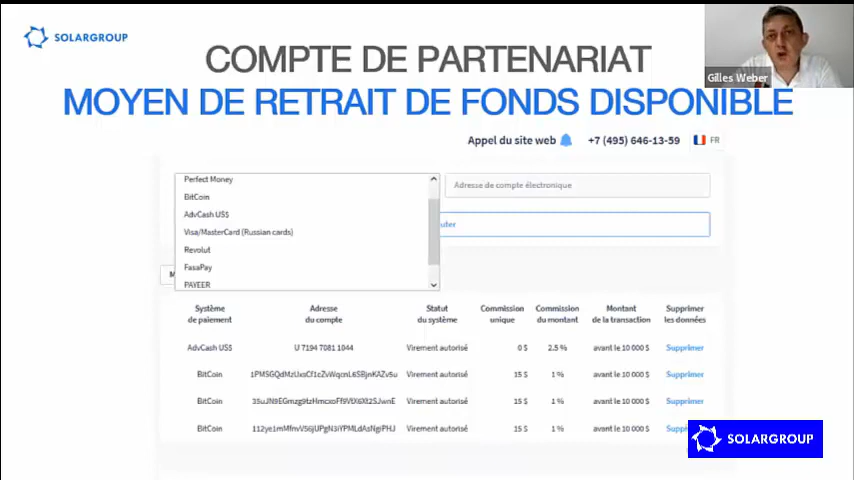 SOLARGROUP
COMPTE DE PARTENARIAT
MOYEN DE RETRAIT DE FONDS DISPONIBLE
Gilles Weber
Appel du site web +7 (495) 646-13-59 FR
Perfect Money
BitCoin
AdvCash US$
Visa/MasterCard (Russian cards)
Revolut
FasaPay
PAYEER
Adresse de compte électronique
uter
M
Système de paiement Adresse du compte Statut du système Commission unique Commission du montant Montant de la transaction Supprimer les données
AdvCash US$ U 7194 7081 1044 Virement autorisé 0 $ 2.5 % avant le 10 000 $ Supprimer
BitCoin Virement autorisé 15 $ 1 % avant le 10 000 $ Supprimer
BitCoin Virement autorisé 15 $ 1 % avant le 10 000 $ Supprimer
BitCoin Virement autorisé 15 $ 1 % avant le 10 000 $
SOLARGROUP